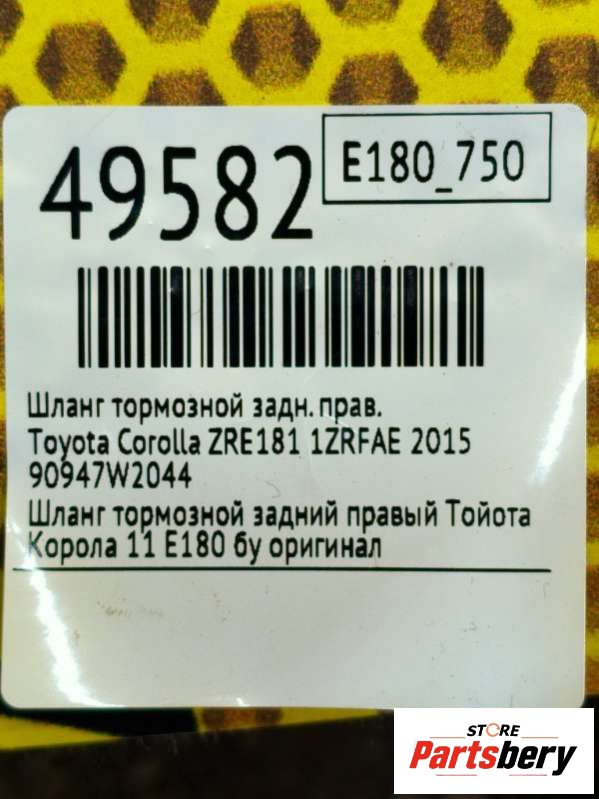 49582
E180_750
Шланг тормозной задн. прав.
Toyota Corolla ZRE181 1ZRFAE 2015
90947W2044
Шланг тормозной задний правый Тойота
Корола 11 Е180 бу оригинал
STORE
Partsbery